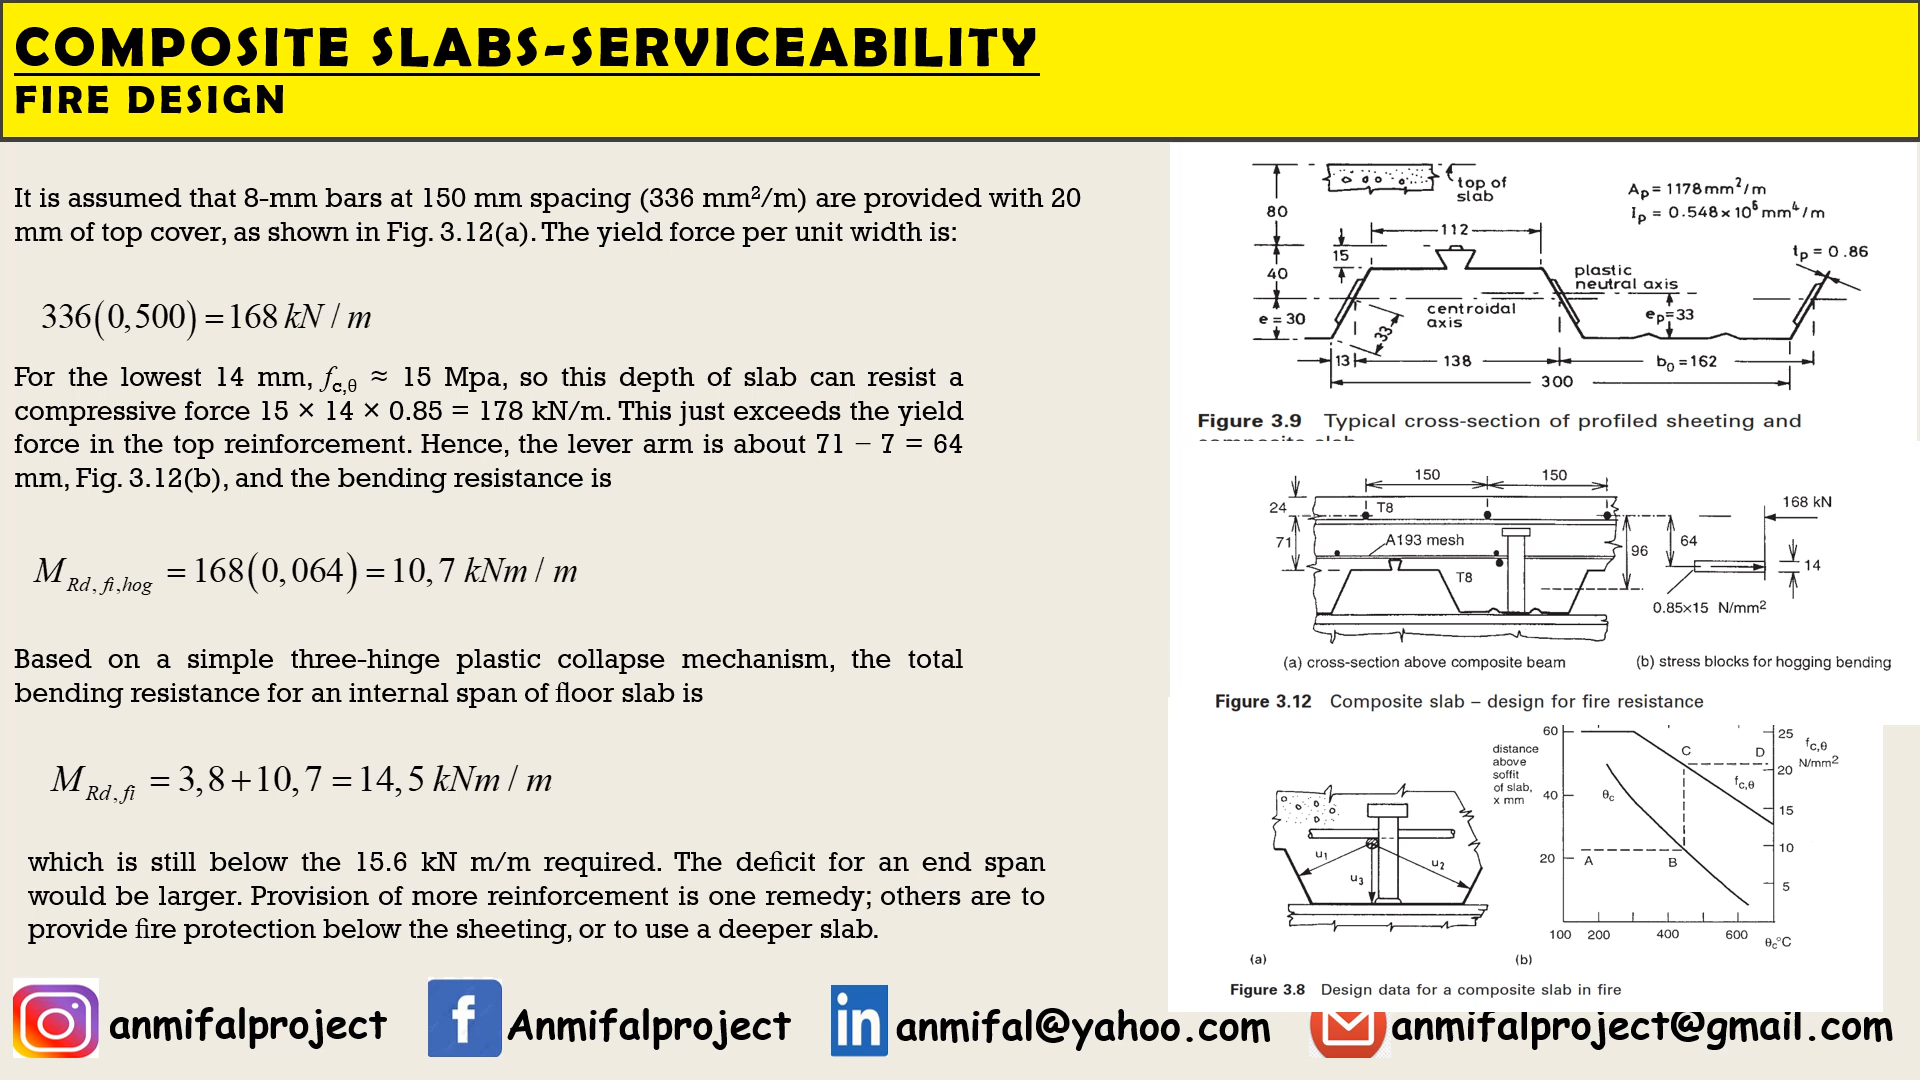 COMPOSITE SLABS-SERVICEABILITY
FIRE DESIGN
It is assumed that 8-mm bars at 150 mm spacing (336 mm²/m) are provided with 20
mm of top cover, as shown in Fig. 3.12(a). The yield force per unit width is:
336(0,500) = 168 kN / m
For the lowest 14 mm, fc,θ ≈ 15 Mpa, so this depth of slab can resist a
compressive force 15 × 14 × 0.85 = 178 kN/m. This just exceeds the yield
force in the top reinforcement. Hence, the lever arm is about 71 − 7 = 64
mm, Fig. 3.12(b), and the bending resistance is
M Rd,fi,hog = 168(0,064) = 10,7 kNm / m
Based on a simple three-hinge plastic collapse mechanism, the total
bending resistance for an internal span of floor slab is
M Rd,fi = 3,8+10,7 = 14,5 kNm / m
which is still below the 15.6 kN m/m required. The deficit for an end span
would be larger. Provision of more reinforcement is one remedy; others are to
provide fire protection below the sheeting, or to use a deeper slab.
top of
slab
Ap = 1178mm²/m
Ip = 0.548×10⁶mm⁴/m
80
112
15
40
tp = 0.86
plastic
neutral axis
centroidal
axis
e = 30
ep=33
33
13
138
bo =162
300
Figure 3.9 Typical cross-section of profiled sheeting and
150
150
24
T8
168 kN
71
A193 mesh
96
64
14
T8
0.85×15 N/mm²
(a) cross-section above composite beam
(b) stress blocks for hogging bending
Figure 3.12 Composite slab – design for fire resistance
distance
above
soffit
of slab,
x mm
60
40
20
C
D
θc
fc,θ
A
B
25
20
15
10
5
fc,θ
N/mm²
100 200 400 600 θc°C
u1
u2
u3
(a)
(b)
Figure 3.8 Design data for a composite slab in fire
anmifalproject
f
Anmifalproject
in
anmifal@yahoo.com
anmifalproject@gmail.com